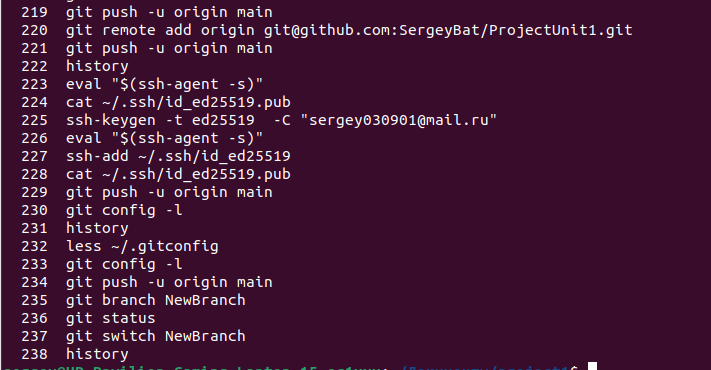 219 git push -u origin main
220 git remote add origin git@github.com:SergeyBat/ProjectUnit1.git
221 git push -u origin main
222 history
223 eval "$(ssh-agent -s)"
224 cat ~/.ssh/id_ed25519.pub
225 ssh-keygen -t ed25519  -C "sergey030901@mail.ru"
226 eval "$(ssh-agent -s)"
227 ssh-add ~/.ssh/id_ed25519
228 cat ~/.ssh/id_ed25519.pub
229 git push -u origin main
230 git config -l
231 history
232 less ~/.gitconfig
233 git config -l
234 git push -u origin main
235 git branch NewBranch
236 git status
237 git switch NewBranch
238 history